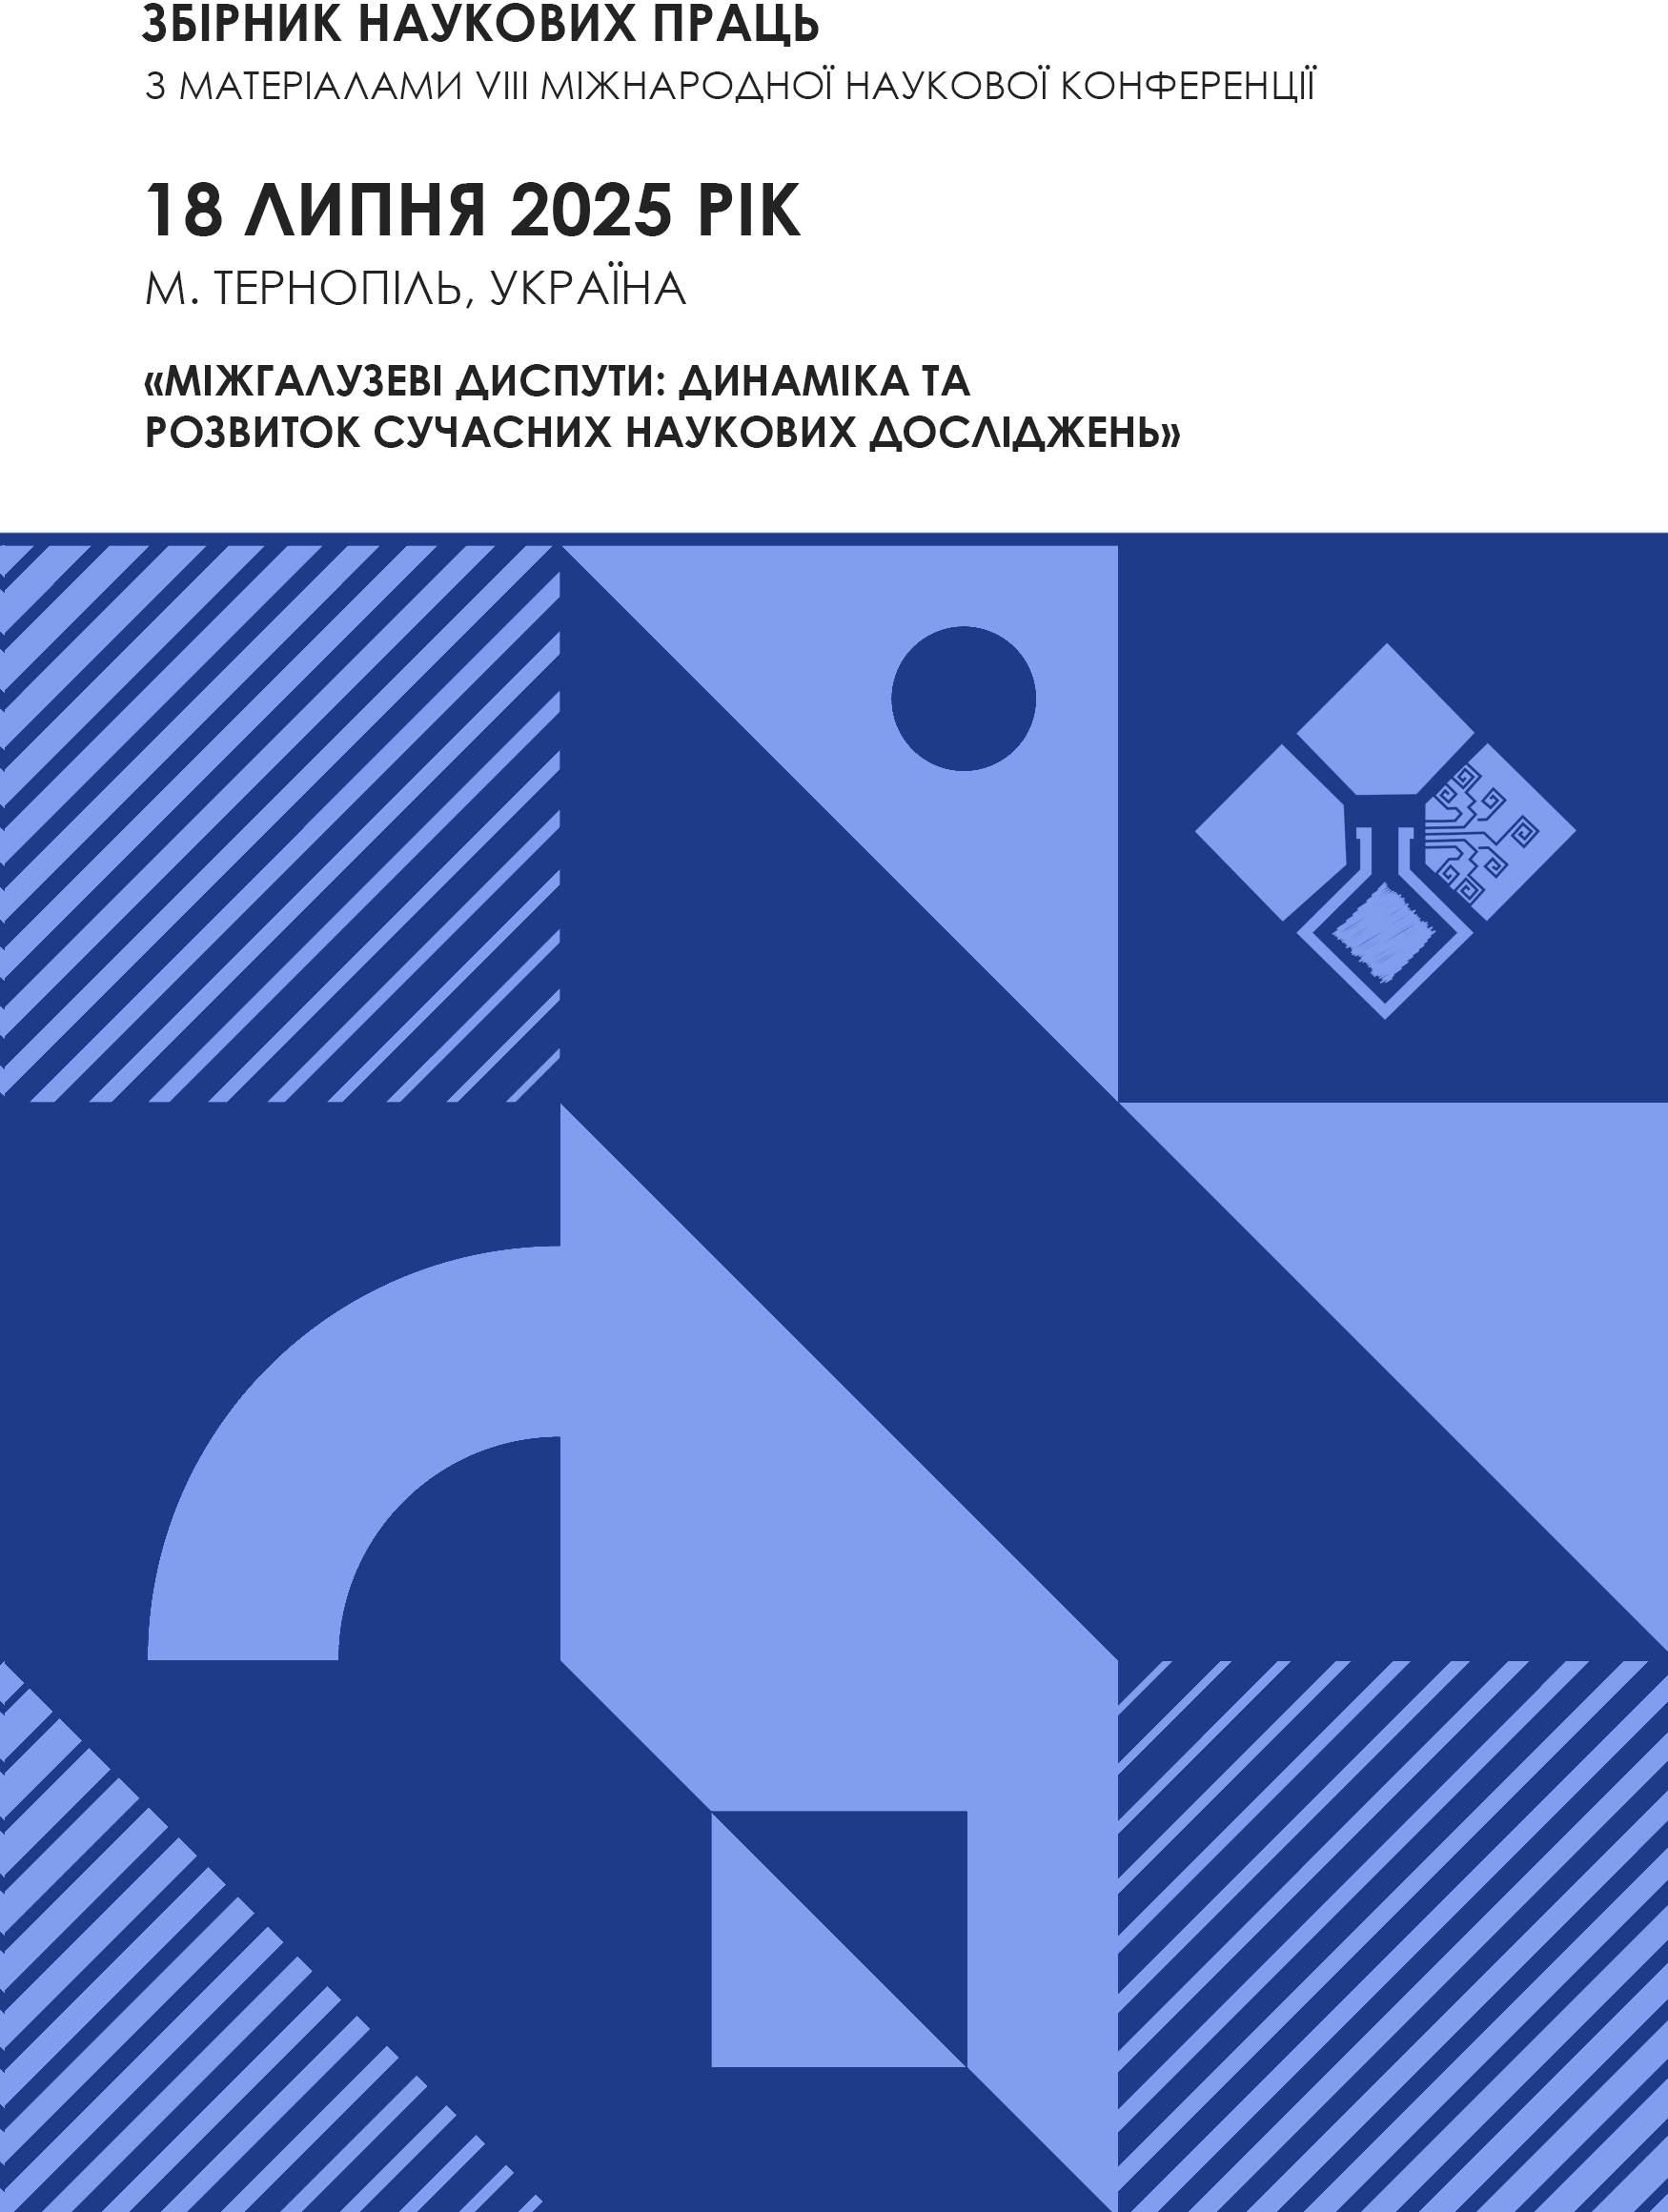 ЗБІРНИК НАУКОВИХ ПРАЦЬ
З МАТЕРІАЛАМИ VIII МІЖНАРОДНОЇ НАУКОВОЇ КОНФЕРЕНЦІЇ
18 ЛИПНЯ 2025 РІК
М. ТЕРНОПІЛЬ, УКРАЇНА
«МІЖГАЛУЗЕВІ ДИСПУТИ: ДИНАМІКА ТА
РОЗВИТОК СУЧАСНИХ НАУКОВИХ ДОСЛІДЖЕНЬ»